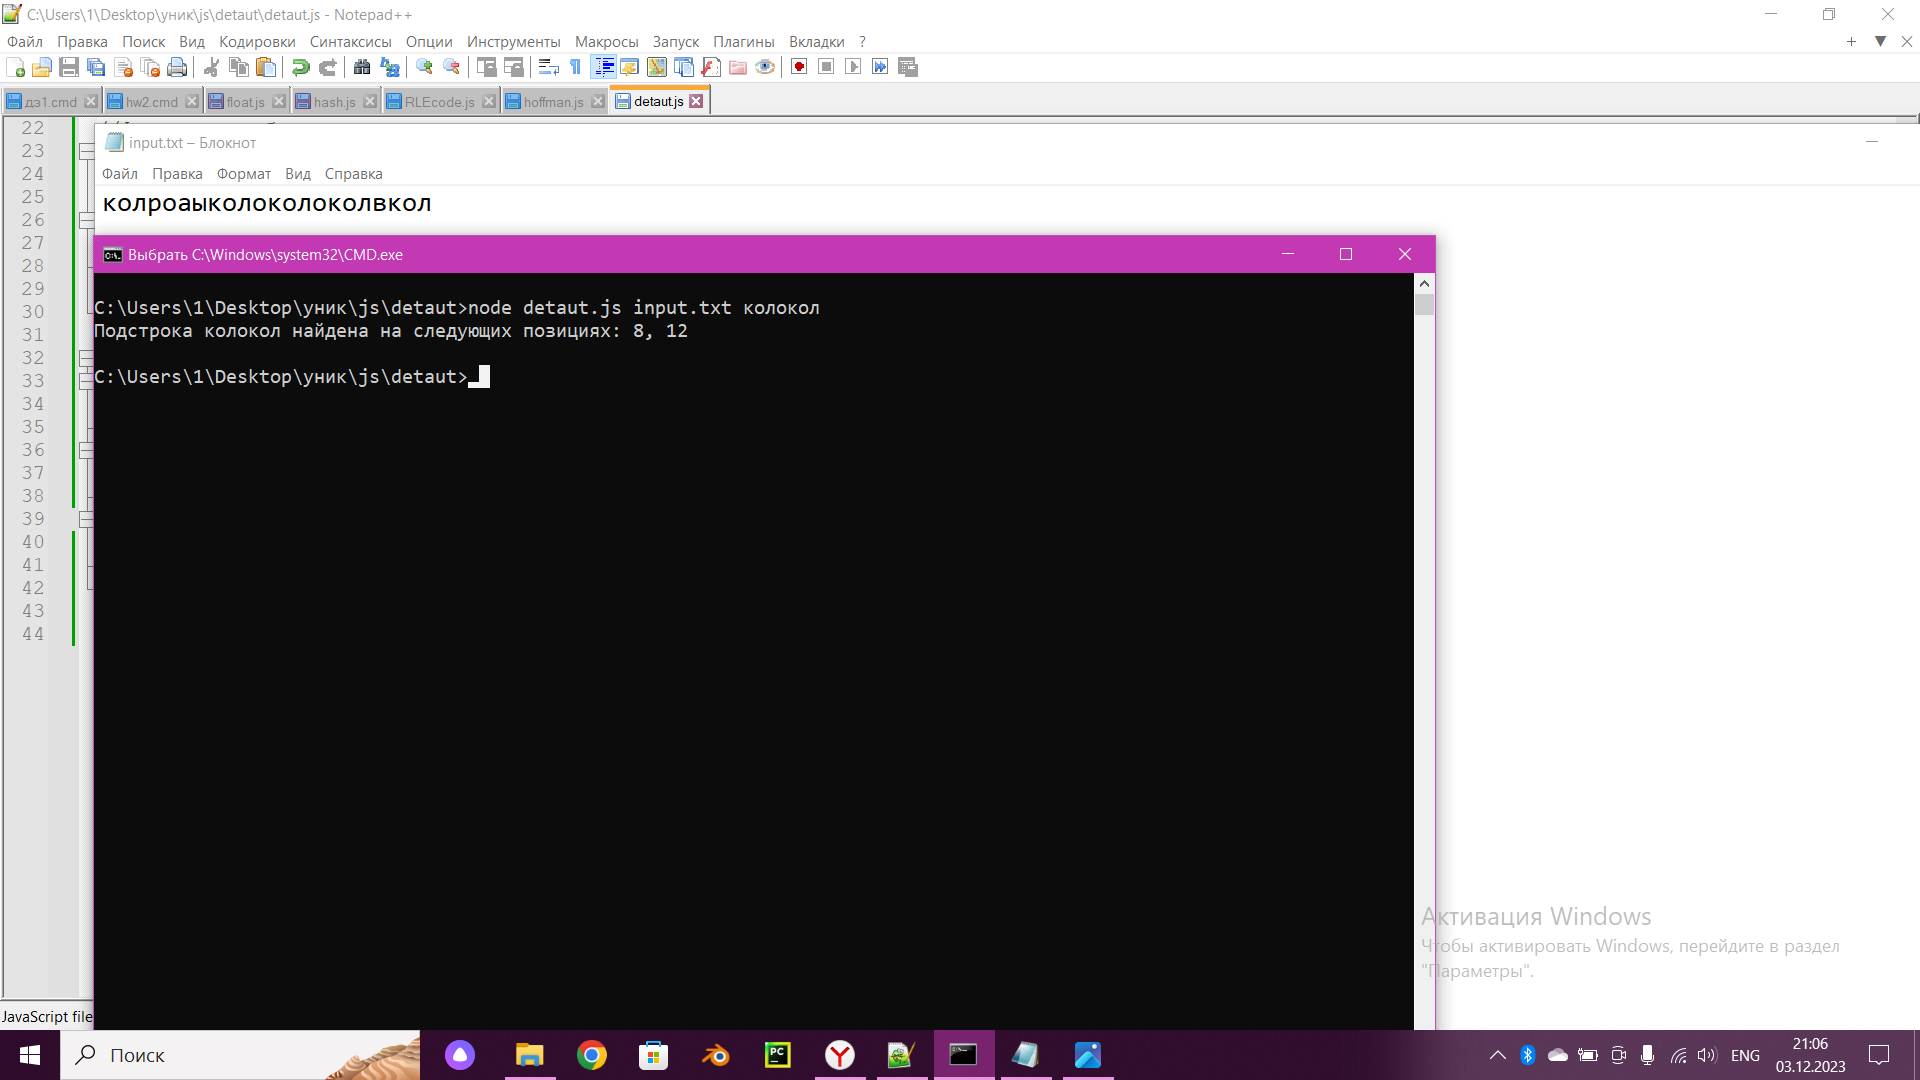 C:\Users\1\Desktop\уник\js\detaut\detaut.js - Notepad++
Файл Правка Поиск Вид Кодировки Синтаксисы Опции Инструменты Макросы Запуск Плагины Вкладки ?
дз1.cmd hw2.cmd float.js hash.js RLEcode.js hoffman.js detaut.js
22
23
24
25
26
27
28
29
30
31
32
33
34
35
36
37
38
39
40
41
42
43
44
input.txt – Блокнот
Файл Правка Формат Вид Справка
колроаыколоколоколвкол
Выбрать C:\Windows\system32\CMD.exe
C:\Users\1\Desktop\уник\js\detaut>node detaut.js input.txt колокол
Подстрока колокол найдена на следующих позициях: 8, 12
C:\Users\1\Desktop\уник\js\detaut>
Активация Windows
Чтобы активировать Windows, перейдите в раздел
"Параметры".
JavaScript file
Поиск
ENG
21:06
03.12.2023